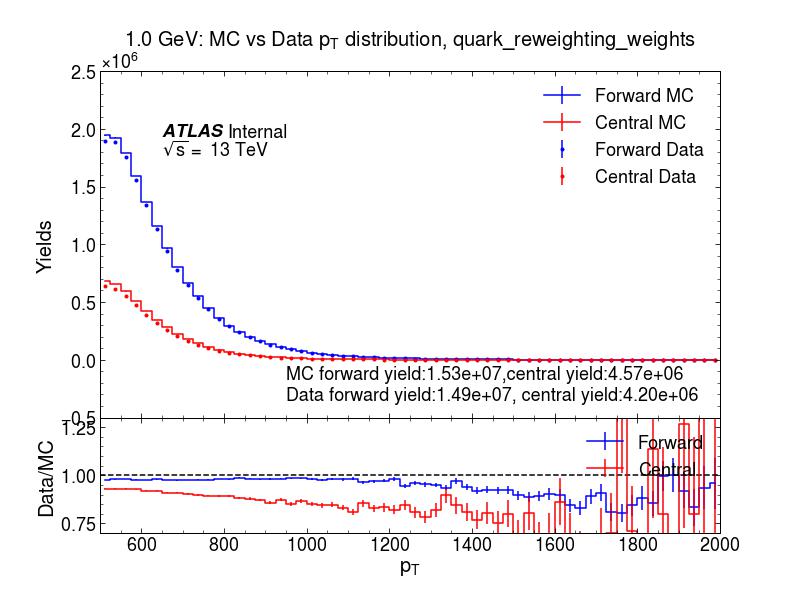 1.0 GeV: MC vs Data pT distribution, quark_reweighting_weights
×10⁶
2.5
2.0
1.5
1.0
0.5
0.0
0.5
Yields
ATLAS Internal
√s = 13 TeV
Forward MC
Central MC
Forward Data
Central Data
MC forward yield:1.53e+07,central yield:4.57e+06
Data forward yield:1.49e+07, central yield:4.20e+06
1.25
1.00
0.75
Data/MC
Forward
Central
600 800 1000 1200 1400 1600 1800 2000
pT